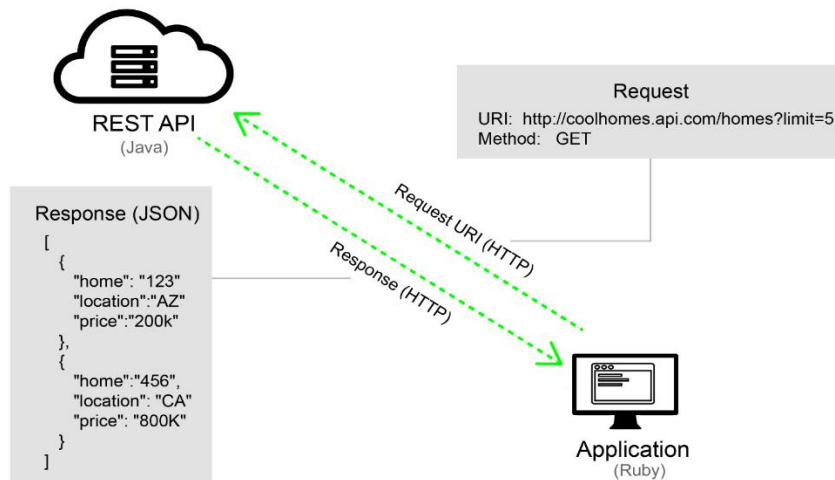 REST API
(Java)
Request
URI: http://coolhomes.api.com/homes?limit=5
Method: GET
Request URI (HTTP)
Response (HTTP)
Response (JSON)
[
{
"home": "123"
"location":"AZ"
"price":"200k"
},
{
"home":"456",
"location": "CA"
"price": "800K"
}
]
Application
(Ruby)